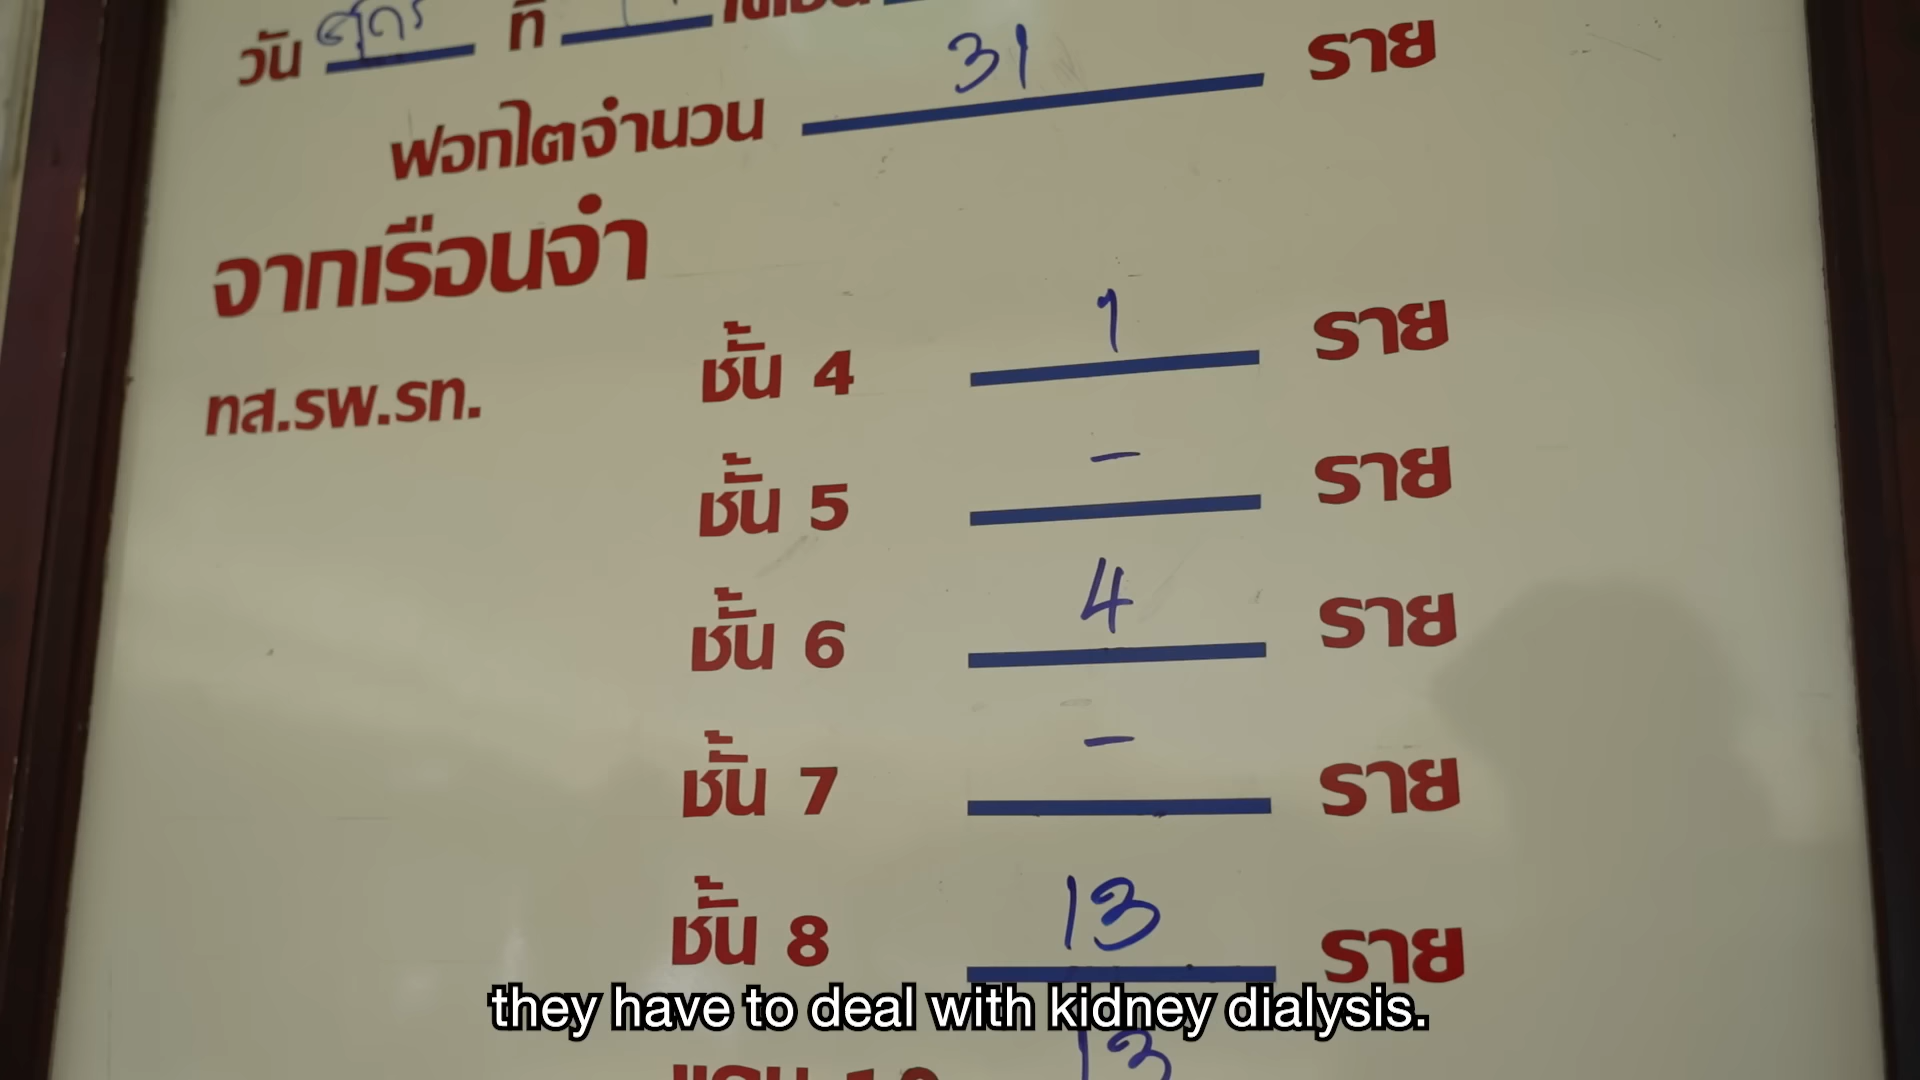 วัน ศุกร์ ที่
ฟอกไตจำนวน 31 ราย
จากเรือนจำ
ทส.รพ.รท. ชั้น 4 1 ราย
ชั้น 5 - ราย
ชั้น 6 4 ราย
ชั้น 7 - ราย
ชั้น 8 13 ราย
they have to deal with kidney dialysis.
13